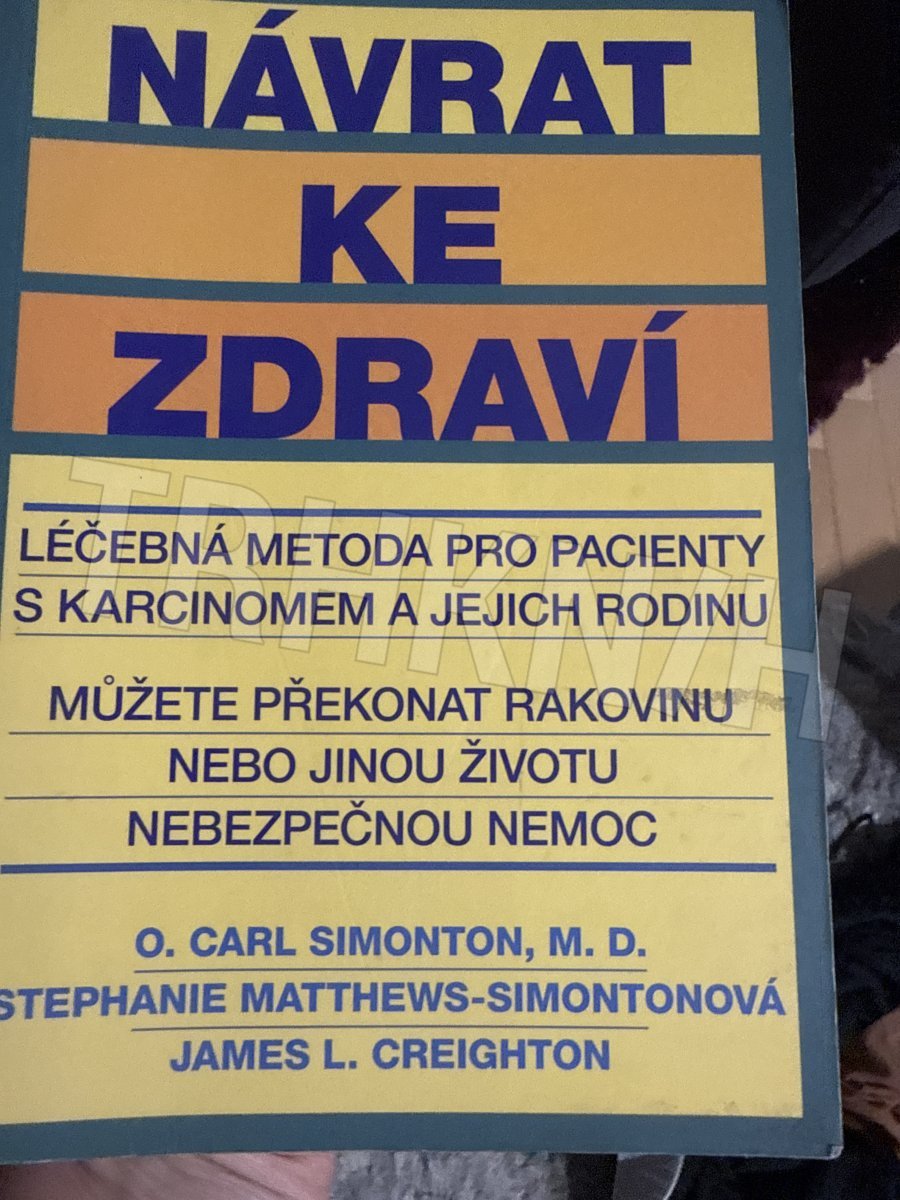 NÁVRAT
KE
ZDRAVÍ
LÉČEBNÁ METODA PRO PACIENTY
S KARCINOMEM A JEJICH RODINU
MŮŽETE PŘEKONAT RAKOVINU
NEBO JINOU ŽIVOTU
NEBEZPEČNOU NEMOC
O. CARL SIMONTON, M. D.
STEPHANIE MATTHEWS-SIMONTONOVÁ
JAMES L. CREIGHTON
TRHKNIH